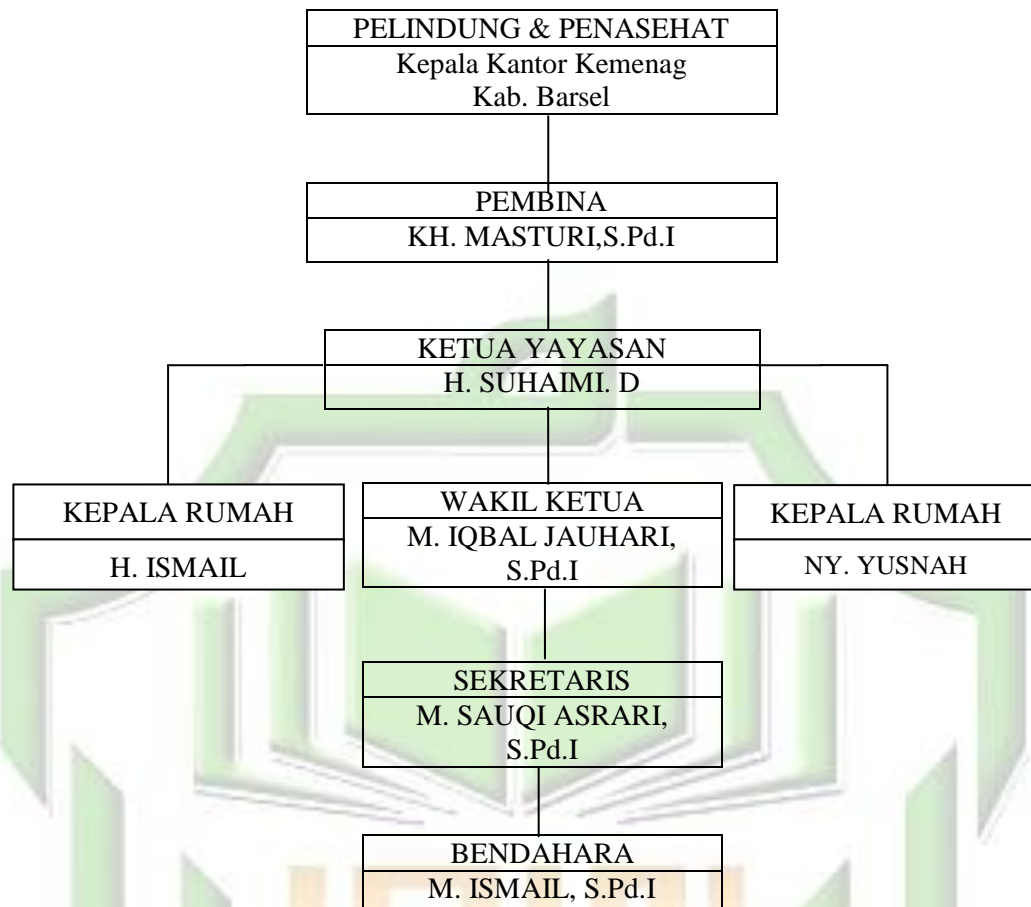 PELINDUNG & PENASEHAT
Kepala Kantor Kemenag
Kab. Barsel
PEMBINA
KH. MASTURI,S.Pd.I
KETUA YAYASAN
H. SUHAIMI. D
KEPALA RUMAH
H. ISMAIL
WAKIL KETUA
M. IQBAL JAUHARI,
S.Pd.I
KEPALA RUMAH
NY. YUSNAH
SEKRETARIS
M. SAUQI ASRARI,
S.Pd.I
BENDAHARA
M. ISMAIL, S.Pd.I